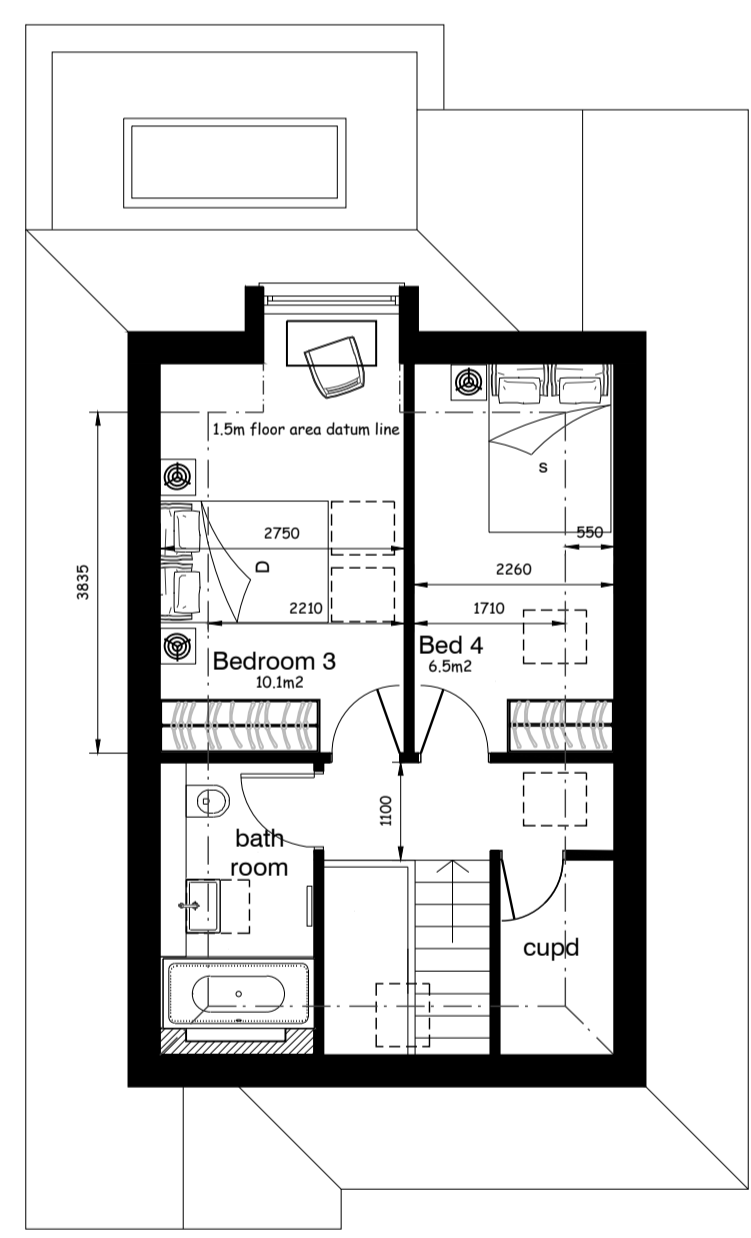 1.5m floor area datum line
s
550
2750
D
2260
3835
2210
1710
Bedroom 3
10.1m2
Bed 4
6.5m2
1100
bath
room
cupd